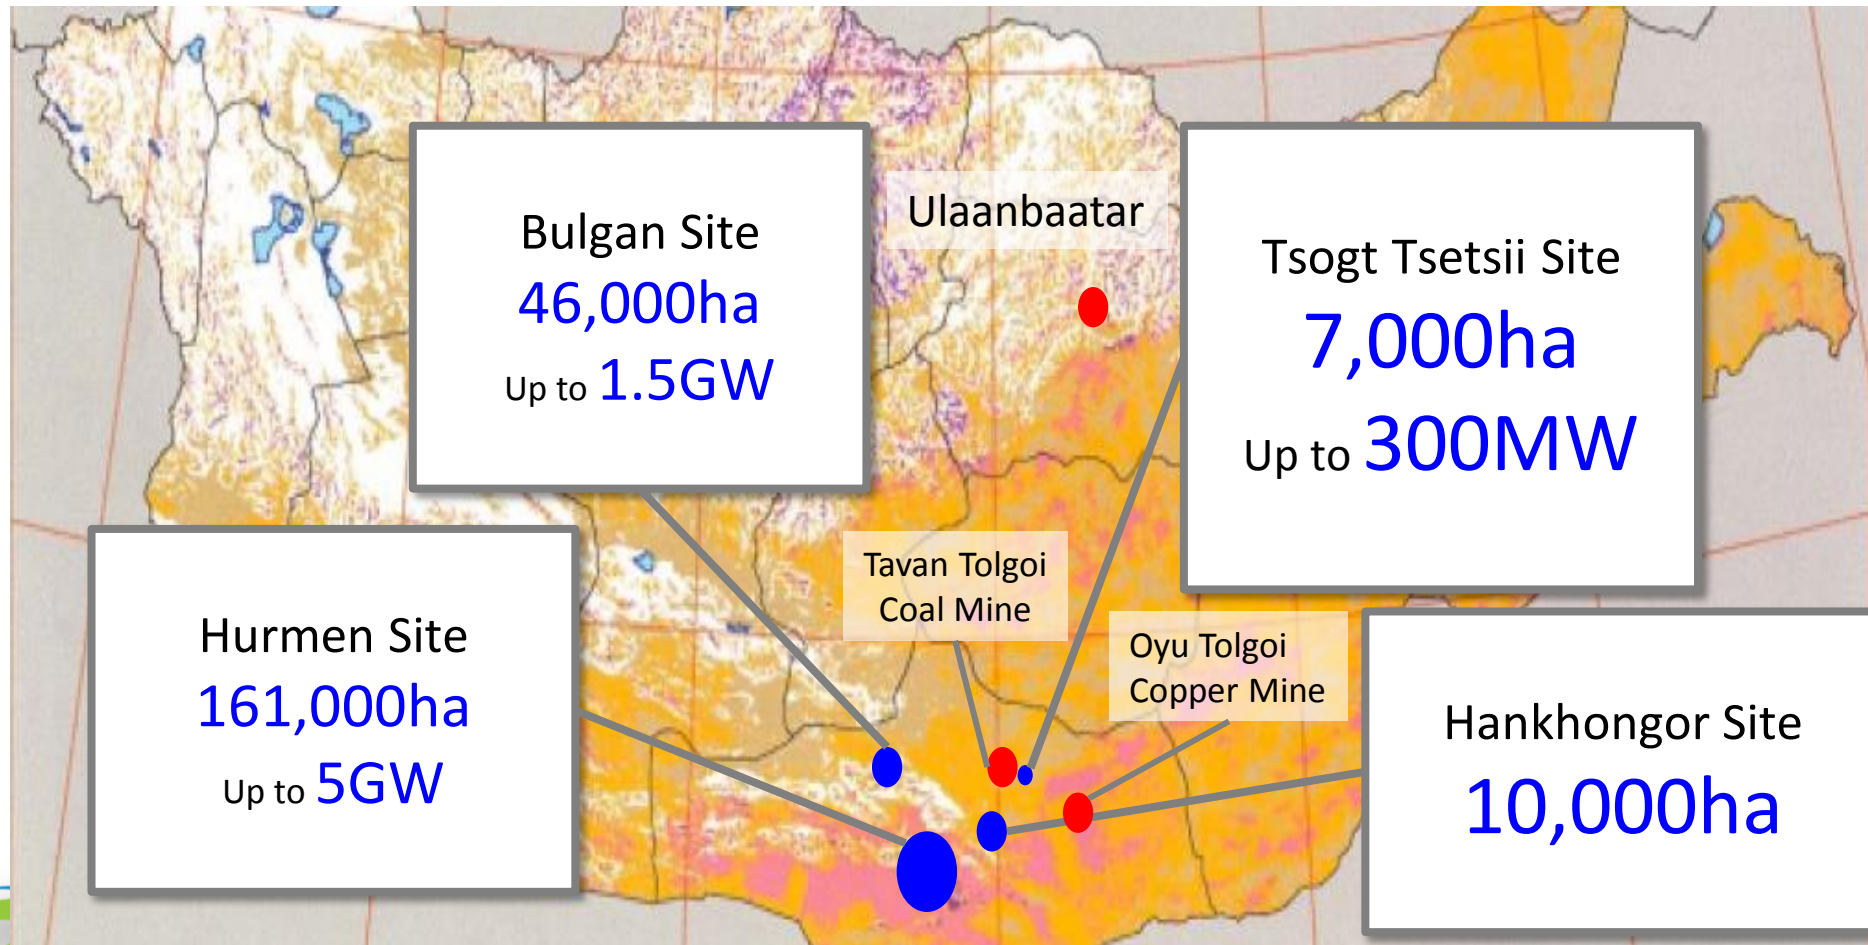 Bulgan Site
46,000ha
Up to 1.5GW
Ulaanbaatar
Tsogt Tsetsii Site
7,000ha
Up to 300MW
Tavan Tolgoi
Coal Mine
Hurmen Site
161,000ha
Up to 5GW
Oyu Tolgoi
Copper Mine
Hankhongor Site
10,000ha